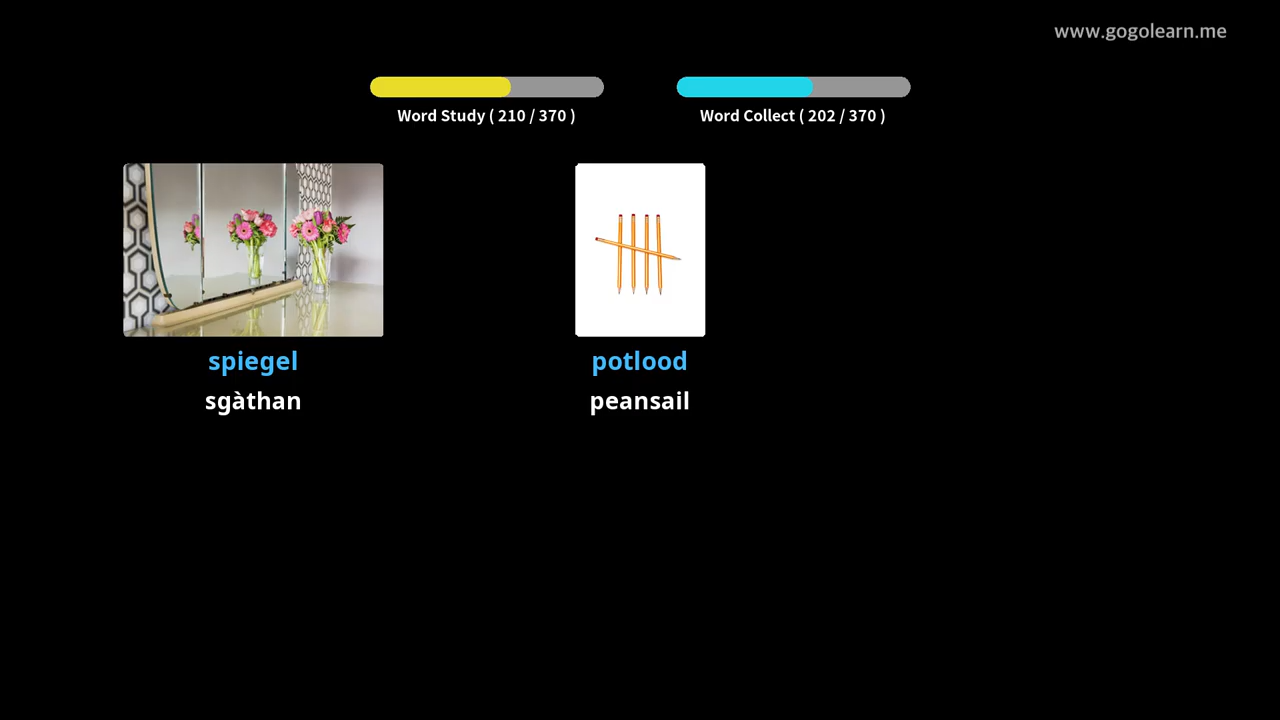 www.gogolearn.me
Word Study ( 210 / 370 )
Word Collect ( 202 / 370 )
spiegel
sgàthan
potlood
peansail